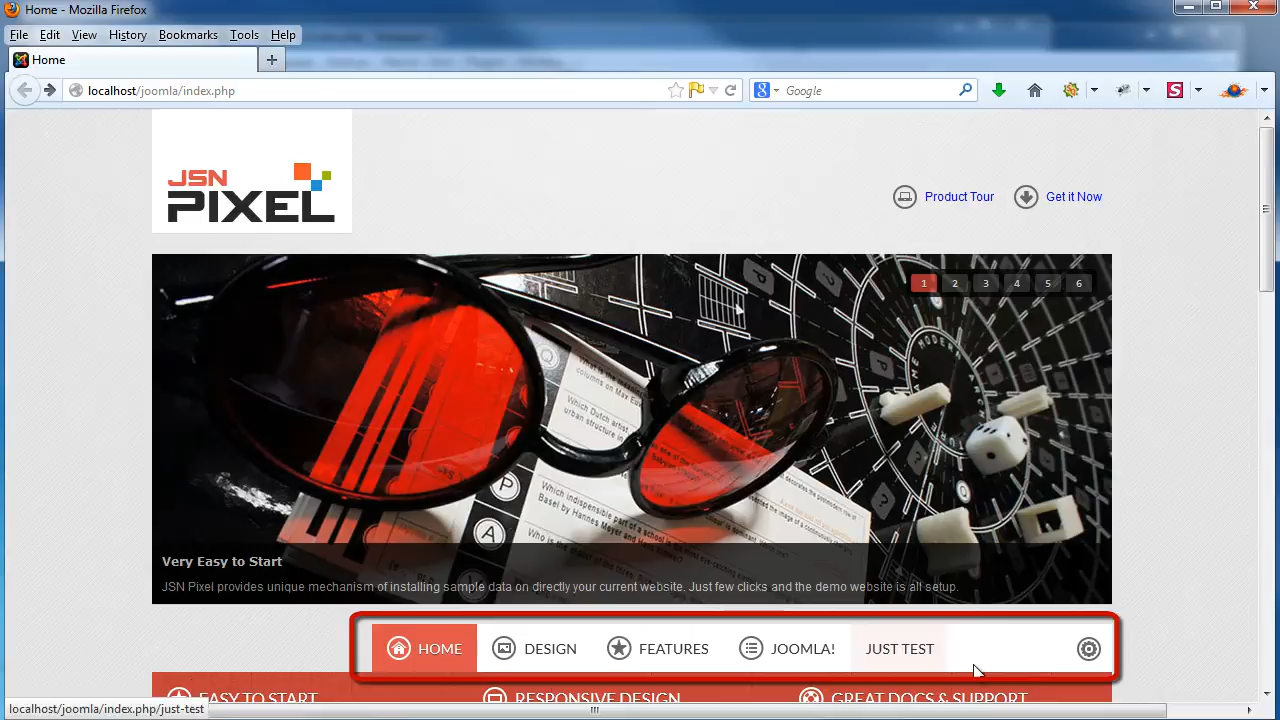 Home - Mozilla Firefox
File Edit View History Bookmarks Tools Help
Home
localhost/joomla/index.php
Google
JSN
PIXEL
Product Tour Get it Now
1 2 3 4 5 6
Very Easy to Start
JSN Pixel provides unique mechanism of installing sample data on directly your current website. Just few clicks and the demo website is all setup.
HOME DESIGN FEATURES JOOMLA! JUST TEST
EASY TO START RESPONSIVE DESIGN GREAT DOCS & SUPPORT
localhost/joomla/index.php/just-test